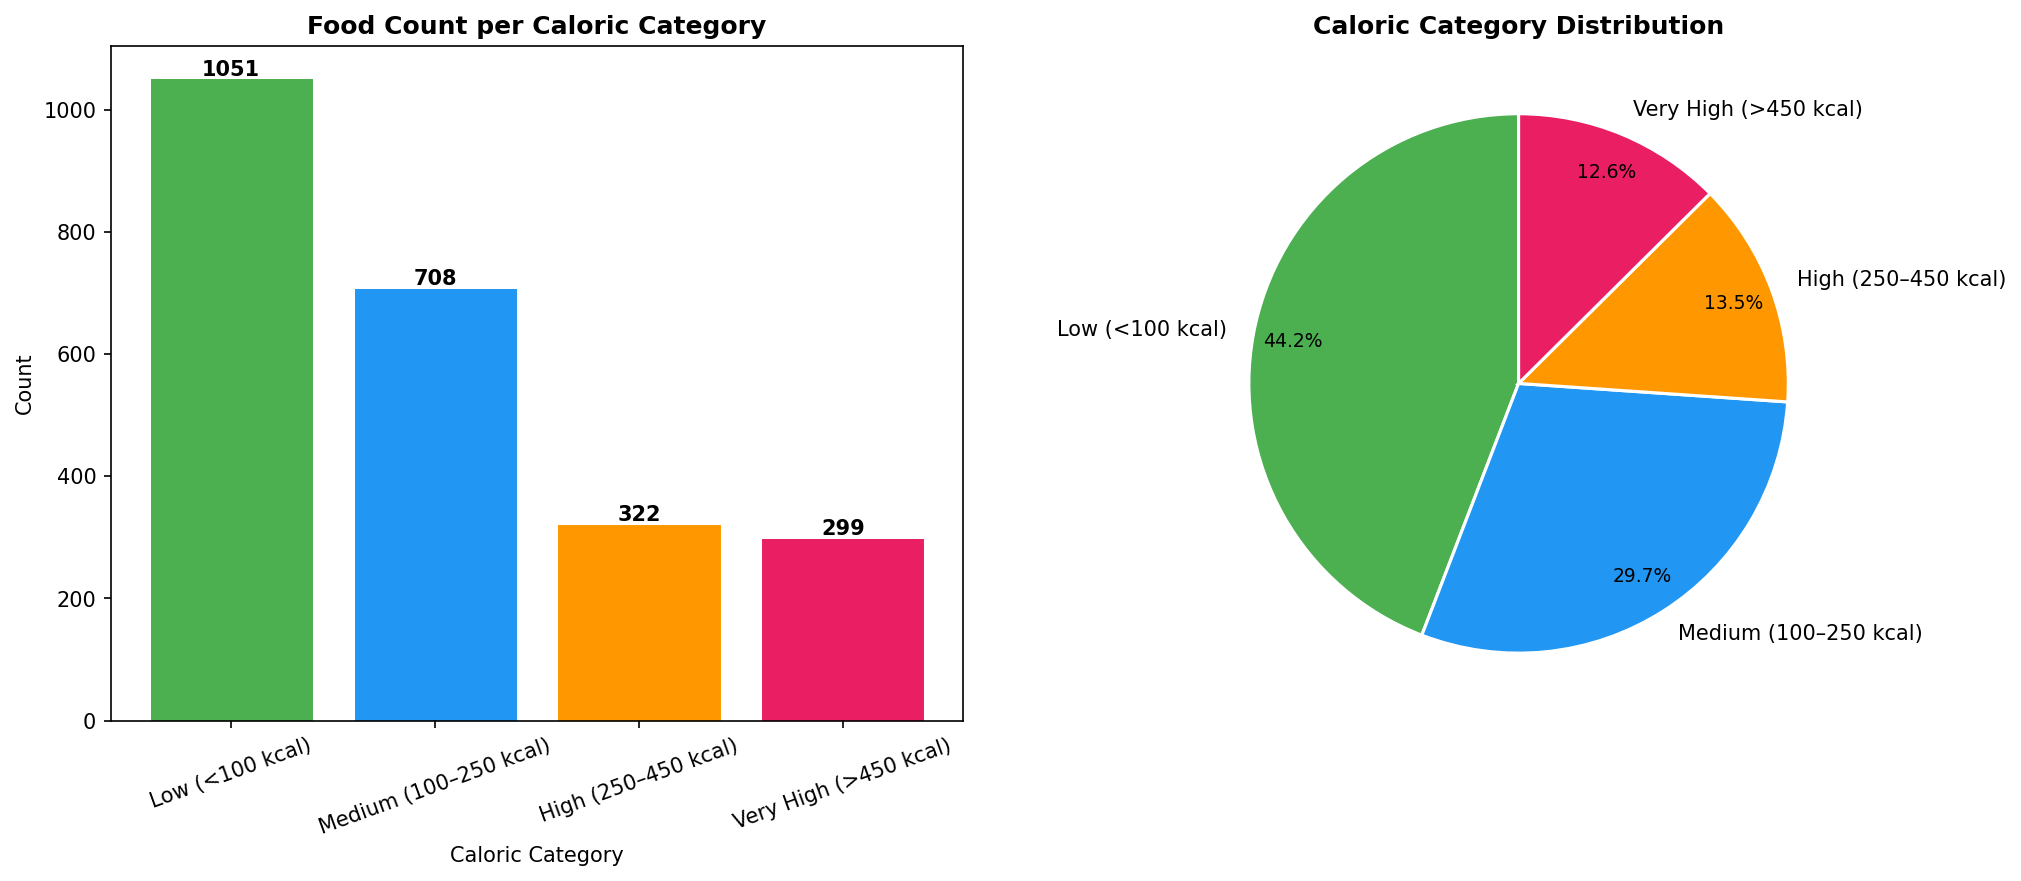 Food Count per Caloric Category
1051
708
322
299
1000
800
600
400
200
0
Count
Low (<100 kcal)
Medium (100–250 kcal)
High (250–450 kcal)
Very High (>450 kcal)
Caloric Category
Caloric Category Distribution
Very High (>450 kcal)
12.6%
High (250–450 kcal)
13.5%
Low (<100 kcal)
44.2%
29.7%
Medium (100–250 kcal)